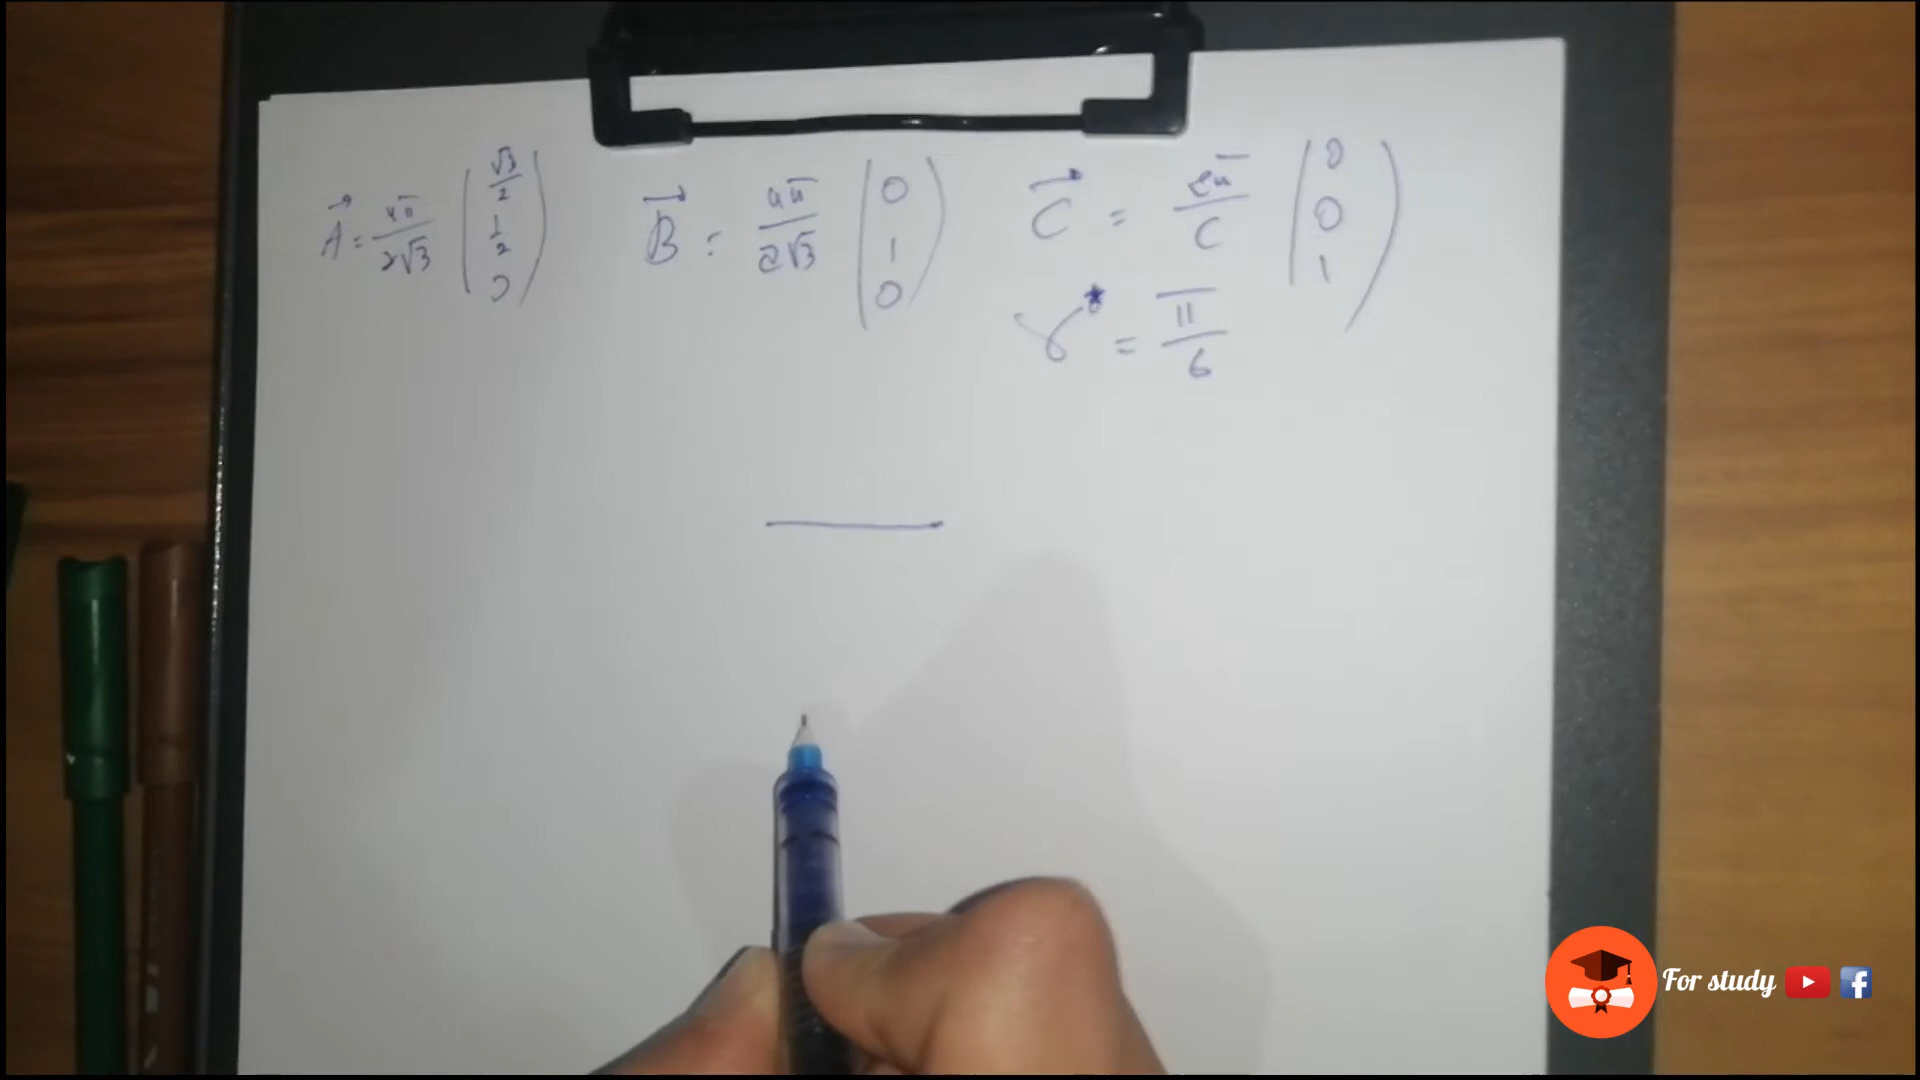 A⃗ = 4π/2√3 (√3/2 1/2 0) B⃗ = 4π/2√3 (0 1 0) C⃗ = 2π/C (0 0 1)
γ* = π/6
For study